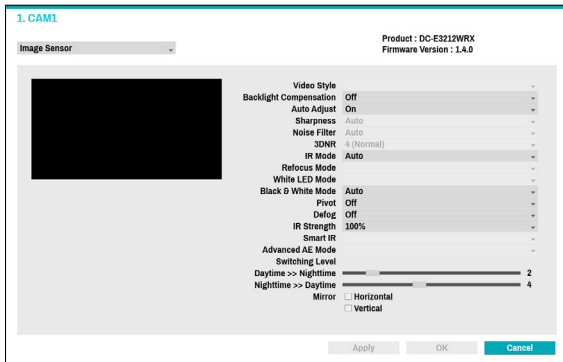 1. CAM1
Image Sensor
Product : DC-E3212WRX
Firmware Version : 1.4.0
Video Style
Backlight Compensation Off
Auto Adjust On
Sharpness Auto
Noise Filter Auto
3DNR 4 (Normal)
IR Mode Auto
Refocus Mode
White LED Mode
Black & White Mode Auto
Pivot Off
Defog Off
IR Strength 100%
Smart IR
Advanced AE Mode
Switching Level
Daytime >> Nighttime 2
Nighttime >> Daytime 4
Mirror Horizontal
Vertical
Apply OK Cancel